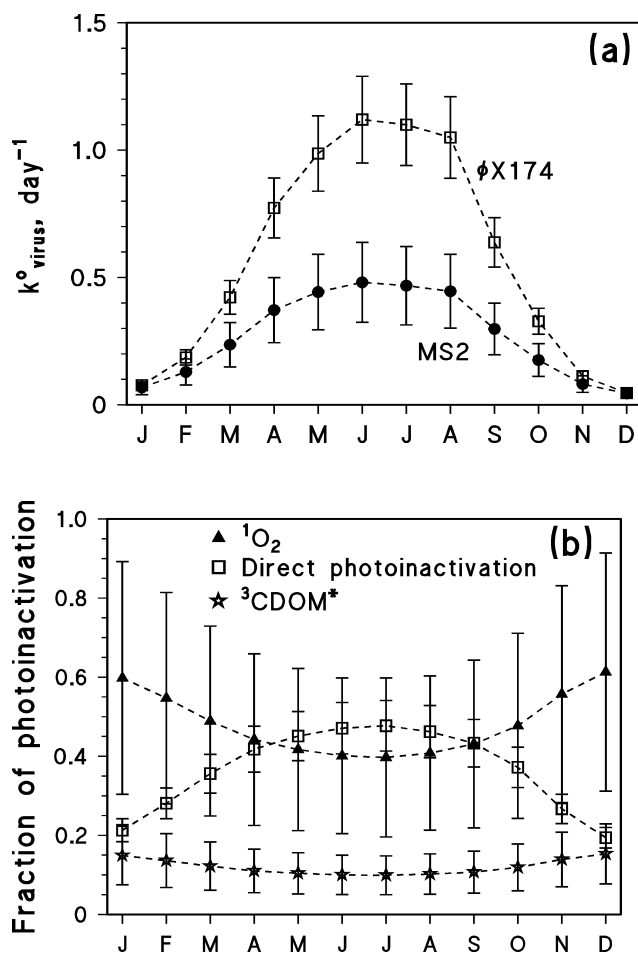 1.5
(a)
1.0
ϕX174
k°virus, day⁻¹
0.5
MS2
0
J F M A M J J A S O N D
1.0
(b)
¹O₂
Direct photoinactivation
³CDOM*
0.8
0.6
Fraction of photoinactivation
0.4
0.2
0
J F M A M J J A S O N D